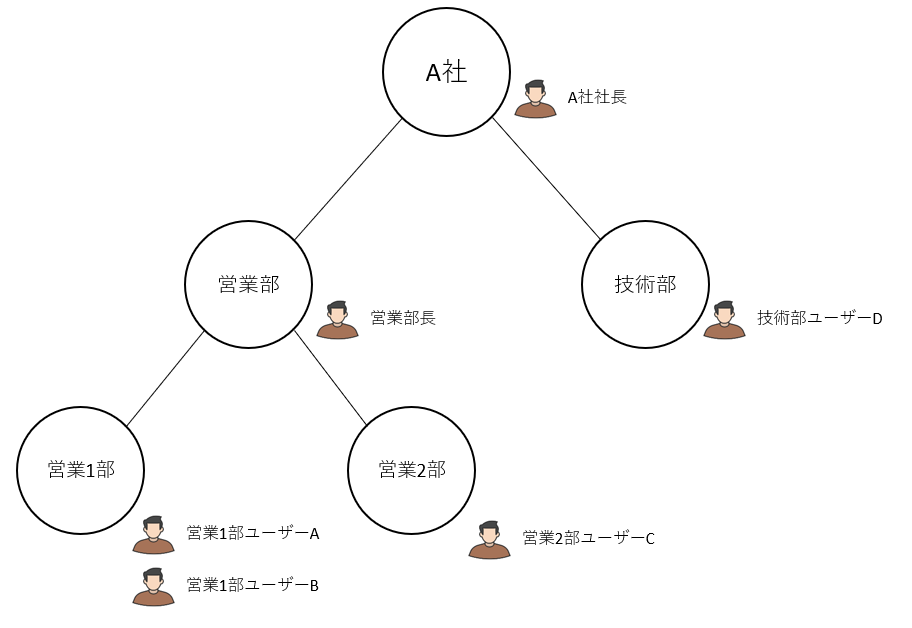 A社
A社社長
営業部
技術部
営業部長
技術部ユーザーD
営業1部
営業2部
営業1部ユーザーA
営業2部ユーザーC
営業1部ユーザーB